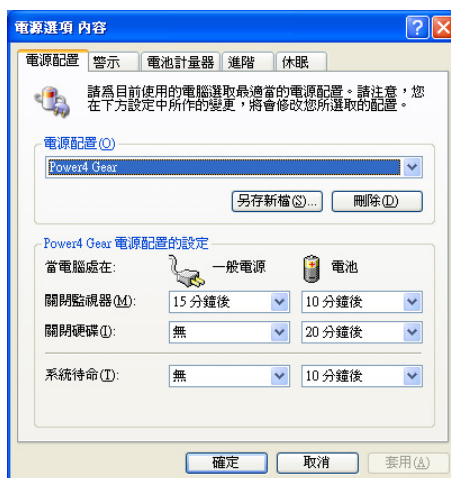 電源選項 內容
電源配置 警示 電池計量器 進階 休眠
請為目前使用的電腦選取最適當的電源配置。請注意，您
在下方設定中所作的變更，將會修改您所選取的配置。
電源配置(O)
Power4 Gear
另存新檔(S)... 刪除(D)
Power4 Gear 電源配置的設定
當電腦處在: 一般電源 電池
關閉監視器(M): 15 分鐘後 10 分鐘後
關閉硬碟(I): 無 20 分鐘後
系統待命(T): 無 10 分鐘後
確定 取消 套用(A)